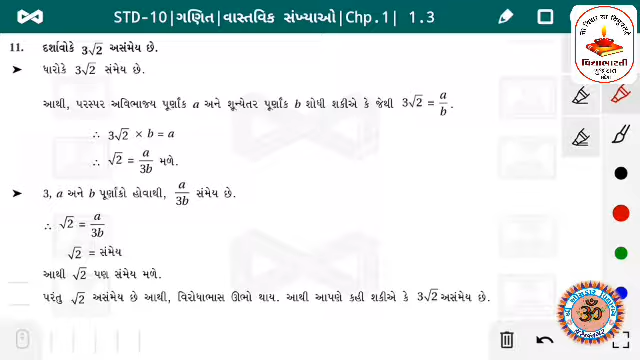 STD-10|ગણિત|વાસ્તવિક સંખ્યાઓ|Chp.1| 1.3
11. દર્શાવોકે 3√2 અસંમેય છે.
➤ ધારોકે 3√2 સંમેય છે.
આથી, પરસ્પર અવિભાજ્ય પૂર્ણાંક a અને શૂન્યેતર પૂર્ણાંક b શોધી શકીએ કે જેથી 3√2 = a/b .
∴ 3√2 × b = a
∴ √2 = a/3b મળે.
➤ 3, a અને b પૂર્ણાંકો હોવાથી, a/3b સંમેય છે.
∴ √2 = a/3b
√2 = સંમેય
આથી √2 પણ સંમેય મળે.
પરંતુ √2 અસંમેય છે આથી, વિરોધાભાસ ઊભો થાય. આથી આપણે કહી શકીએ કે 3√2 અસંમેય છે.
વિદ્યાભારતી
ગુજરાત